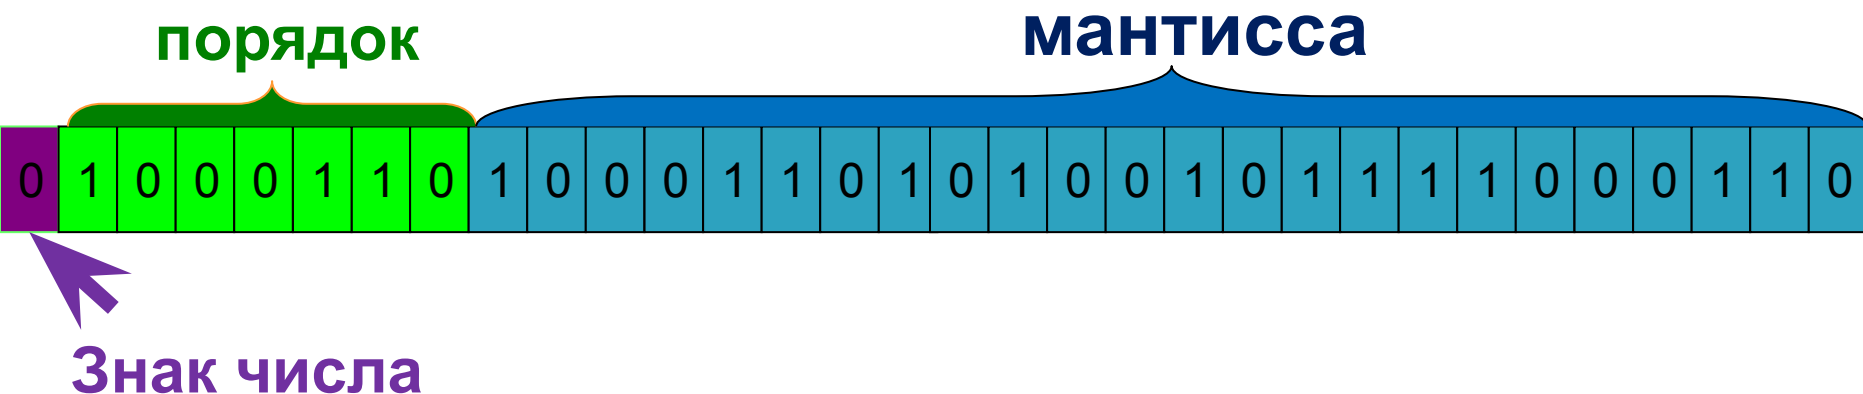 порядок
мантисса
0 1 0 0 0 1 1 0 1 0 0 0 1 1 0 1 0 1 0 0 1 0 1 1 1 1 0 0 0 1 1 0
Знак числа